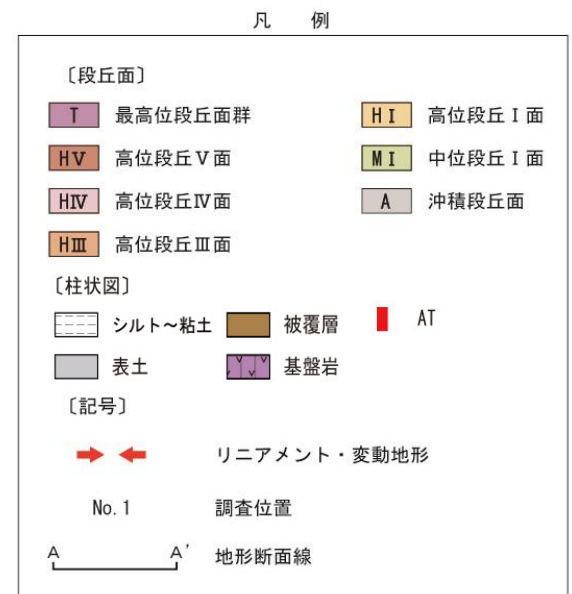 凡　例
〔段丘面〕
T 最高位段丘面群
HⅤ 高位段丘Ⅴ面
HⅣ 高位段丘Ⅳ面
HⅢ 高位段丘Ⅲ面
HⅠ 高位段丘Ⅰ面
MⅠ 中位段丘Ⅰ面
A 沖積段丘面
〔柱状図〕
シルト～粘土
表土
被覆層
基盤岩
AT
〔記号〕
リニアメント・変動地形
No.1 調査位置
A A' 地形断面線